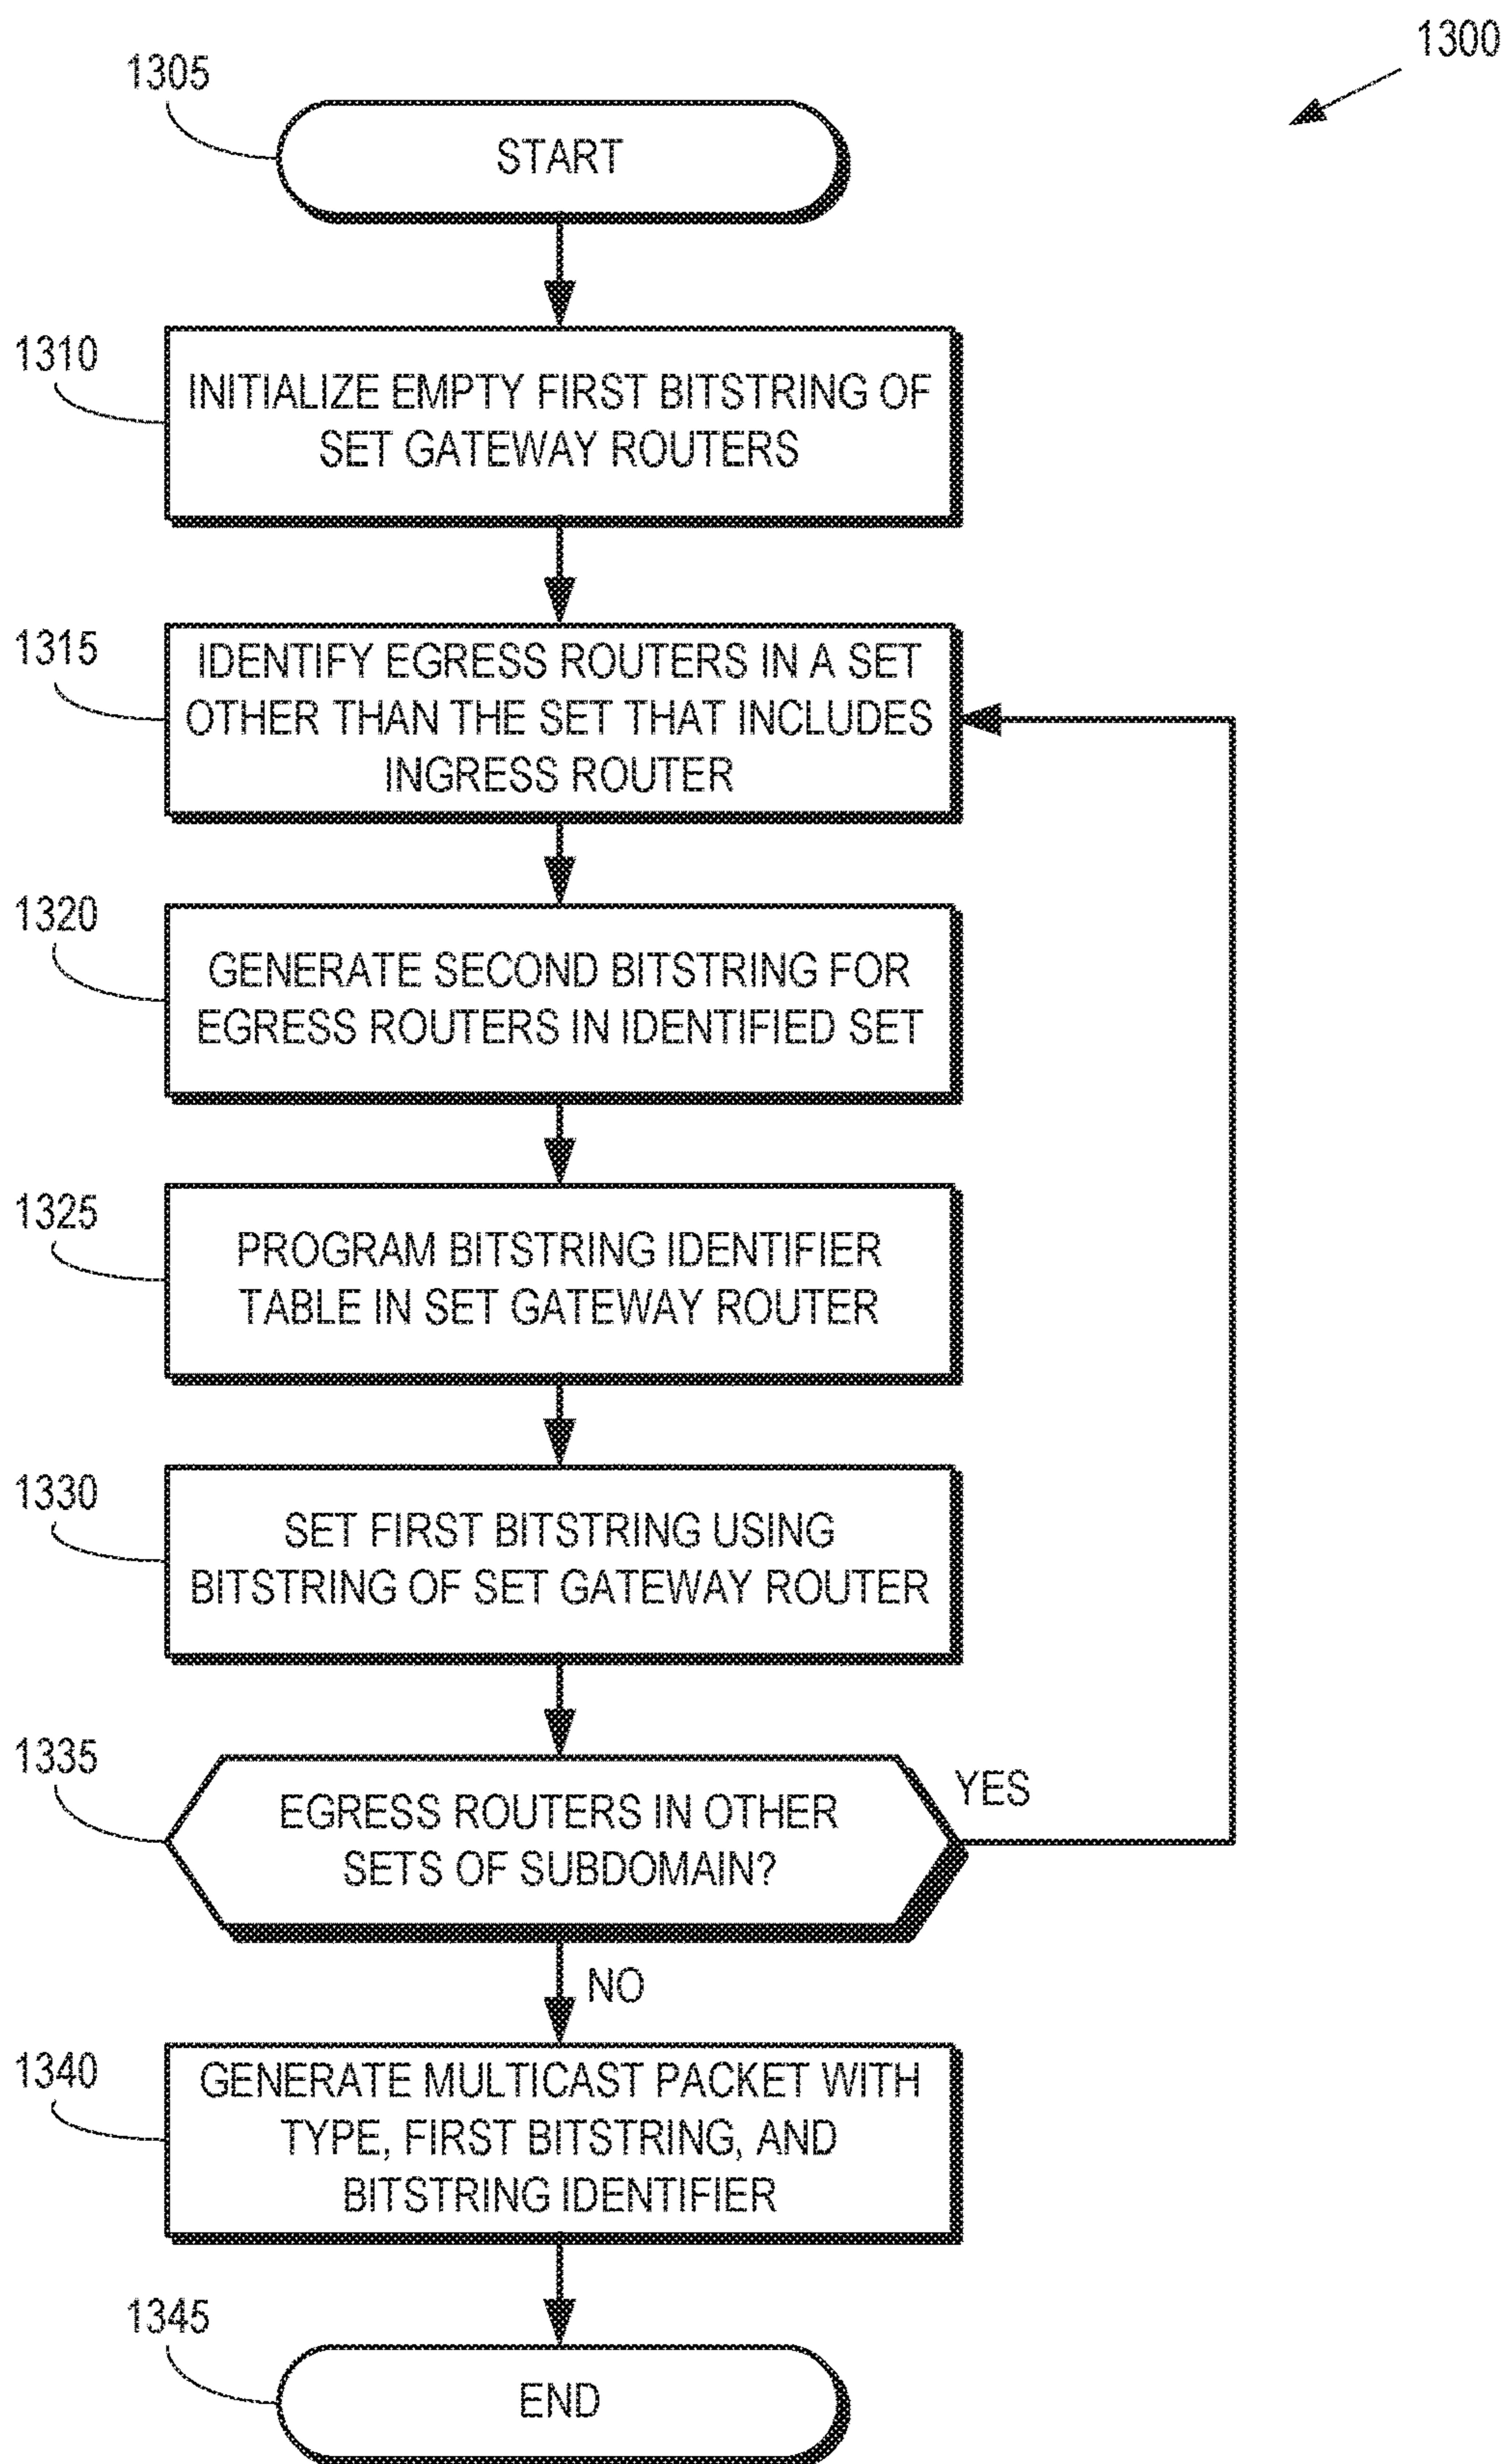 1300
1305
START
1310
INITIALIZE EMPTY FIRST BITSTRING OF
SET GATEWAY ROUTERS
1315
IDENTIFY EGRESS ROUTERS IN A SET
OTHER THAN THE SET THAT INCLUDES
INGRESS ROUTER
1320
GENERATE SECOND BITSTRING FOR
EGRESS ROUTERS IN IDENTIFIED SET
1325
PROGRAM BITSTRING IDENTIFIER
TABLE IN SET GATEWAY ROUTER
1330
SET FIRST BITSTRING USING
BITSTRING OF SET GATEWAY ROUTER
1335
EGRESS ROUTERS IN OTHER
SETS OF SUBDOMAIN?
YES
NO
1340
GENERATE MULTICAST PACKET WITH
TYPE, FIRST BITSTRING, AND
BITSTRING IDENTIFIER
1345
END